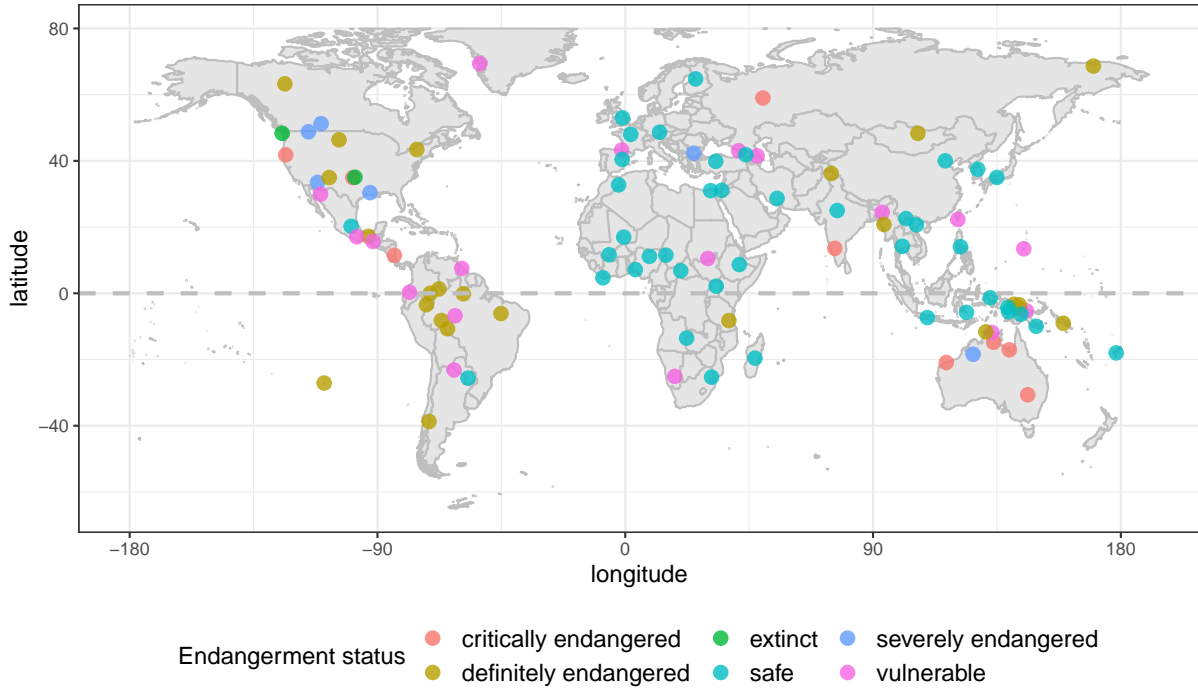 80
40
0
−40
latitude
−180
−90
0
90
180
longitude
Endangerment status
critically endangered
extinct
severely endangered
definitely endangered
safe
vulnerable